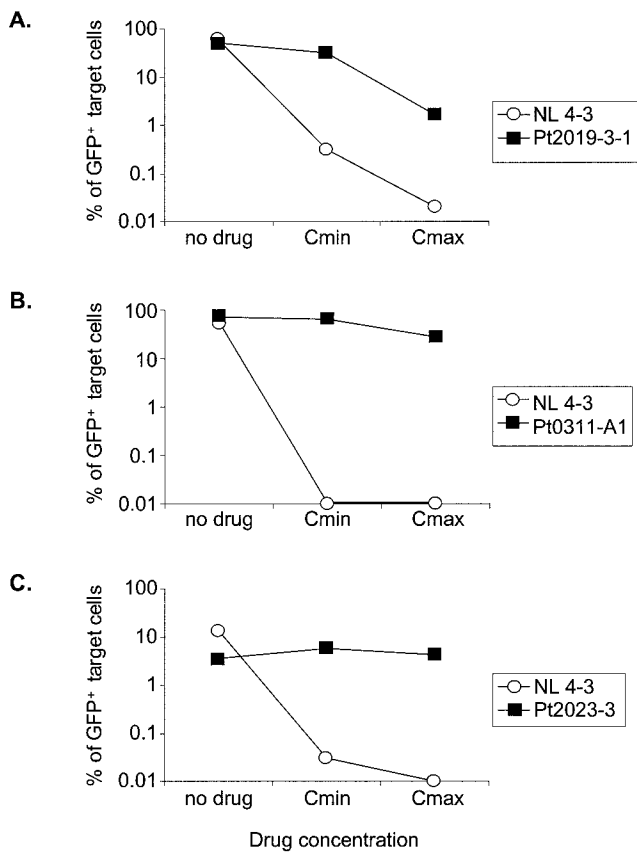 A.
% of GFP⁺ target cells
100
10
1
0.1
0.01
no drug Cmin Cmax
NL 4-3
Pt2019-3-1
B.
% of GFP⁺ target cells
100
10
1
0.1
0.01
no drug Cmin Cmax
NL 4-3
Pt0311-A1
C.
% of GFP⁺ target cells
100
10
1
0.1
0.01
no drug Cmin Cmax
NL 4-3
Pt2023-3
Drug concentration